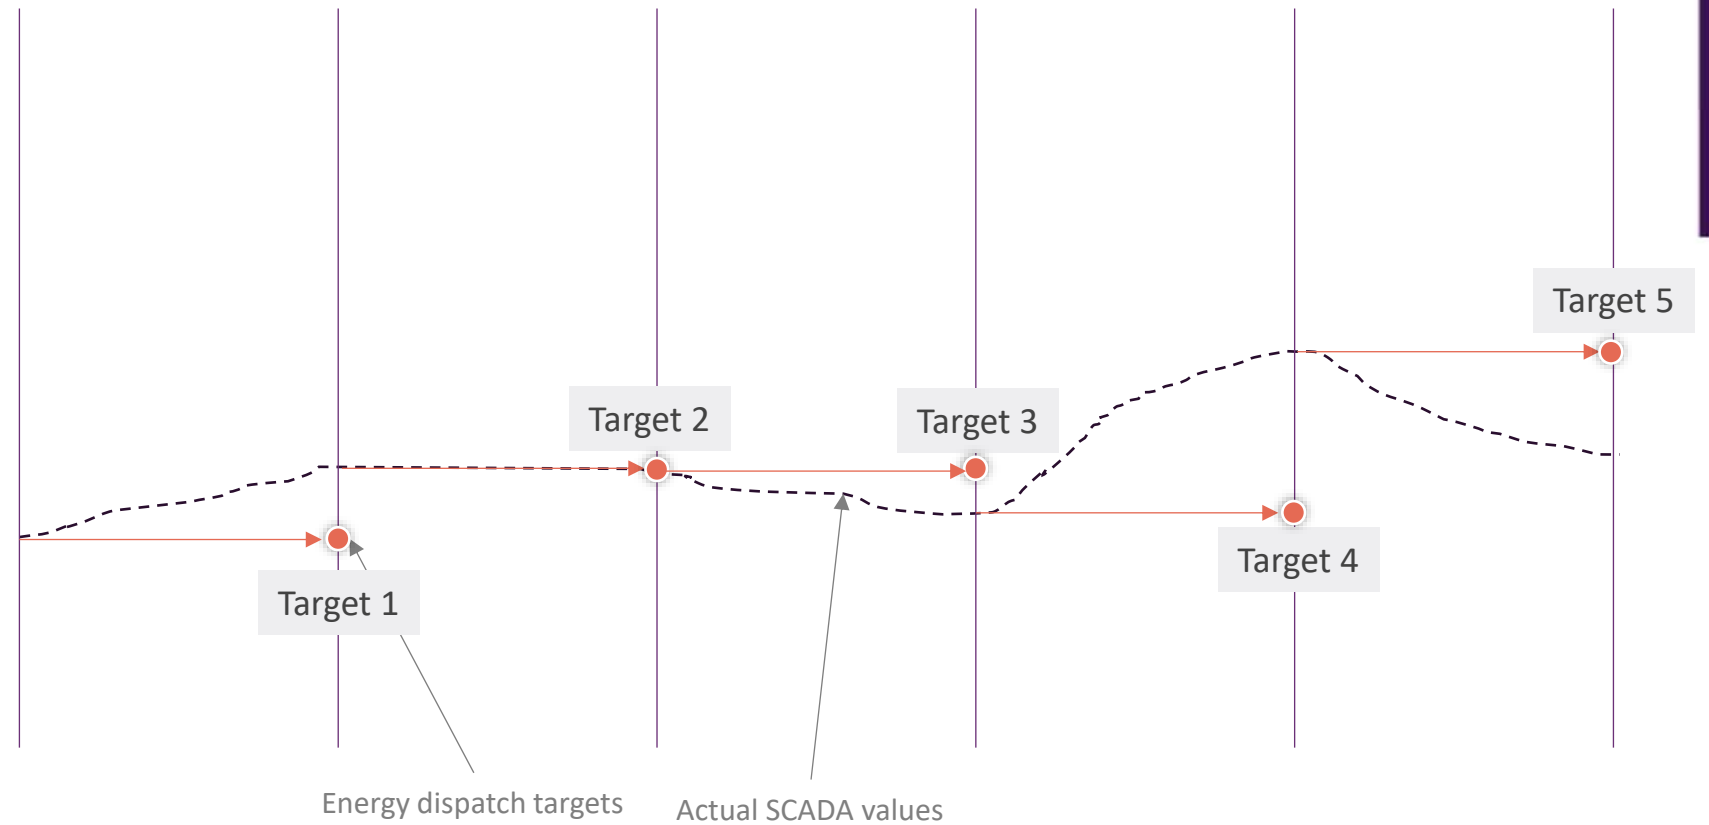 Target 5
Target 2
Target 3
Target 4
Target 1
Energy dispatch targets
Actual SCADA values